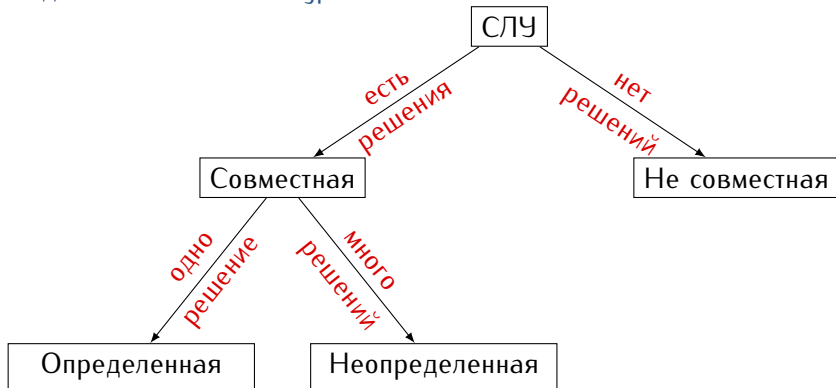 СЛУ
есть
решения
нет
решений
Совместная
Не совместная
одно
решение
много
решений
Определенная
Неопределенная